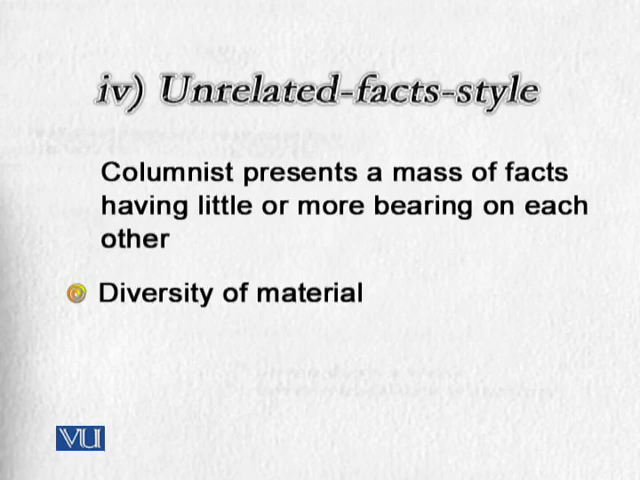 iv) Unrelated-facts-style
Columnist presents a mass of facts
having little or more bearing on each
other
Diversity of material
VU